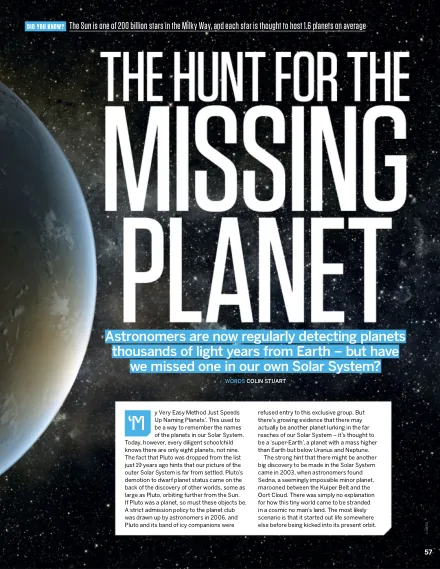 DID YOU KNOW? The Sun is one of 200 billion stars in the Milky Way, and each star is thought to host 1.6 planets on average
THE HUNT FOR THE
MISSING
PLANET
Astronomers are now regularly detecting planets
thousands of light years from Earth – but have
we missed one in our own Solar System?
WORDS COLIN STUART
‘My Very Easy Method Just Speeds
Up Naming Planets’. This used to
be a way to remember the names
of the planets in our Solar System.
Today, however, every diligent schoolchild
knows there are only eight planets, not nine.
The fact that Pluto was dropped from the list
just 19 years ago hints that our picture of the
outer Solar System is far from settled. Pluto’s
demotion to dwarf planet status came on the
back of the discovery of other worlds, some as
large as Pluto, orbiting further from the Sun.
If Pluto was a planet, so must these objects be.
A strict admission policy to the planet club
was drawn up by astronomers in 2006, and
Pluto and its band of icy companions were
refused entry to this exclusive group. But
there’s growing evidence that there may
actually be another planet lurking in the far
reaches of our Solar System – it’s thought to
be a ‘super-Earth’, a planet with a mass higher
than Earth but below Uranus and Neptune.
The strong hint that there might be another
big discovery to be made in the Solar System
came in 2003, when astronomers found
Sedna, a seemingly impossible minor planet,
marooned between the Kuiper Belt and the
Oort Cloud. There was simply no explanation
for how this tiny world came to be stranded
in a cosmic no man’s land. The most likely
scenario is that it started out life somewhere
else before being kicked into its present orbit.
57